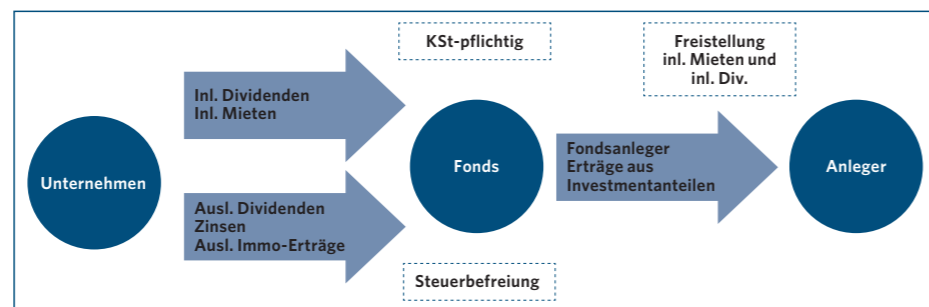 KSt-pflichtig
Freistellung
inl. Mieten und
inl. Div.
Inl. Dividenden
Inl. Mieten
Unternehmen
Fonds
Fondsanleger
Erträge aus
Investmentanteilen
Anleger
Ausl. Dividenden
Zinsen
Ausl. Immo-Erträge
Steuerbefreiung